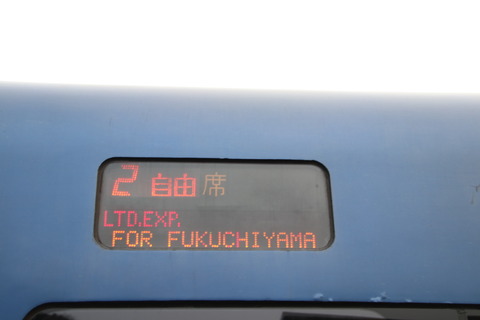 2 自由席
LTD.EXP.
FOR FUKUCHIYAMA